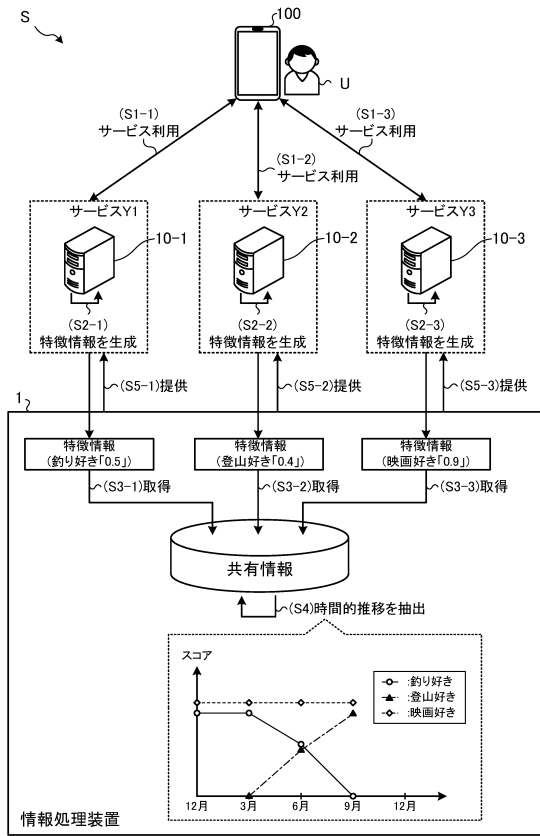 S
100
U
(S1-1)
サービス利用
(S1-2)
サービス利用
(S1-3)
サービス利用
サービスY1
サービスY2
サービスY3
10-1
10-2
10-3
(S2-1)
特徴情報を生成
(S2-2)
特徴情報を生成
(S2-3)
特徴情報を生成
(S5-1)提供
(S5-2)提供
(S5-3)提供
1
特徴情報
(釣り好き「0.5」)
特徴情報
(登山好き「0.4」)
特徴情報
(映画好き「0.9」)
(S3-1)取得
(S3-2)取得
(S3-3)取得
共有情報
(S4)時間的推移を抽出
スコア
:釣り好き
:登山好き
:映画好き
12月 3月 6月 9月 12月
情報処理装置